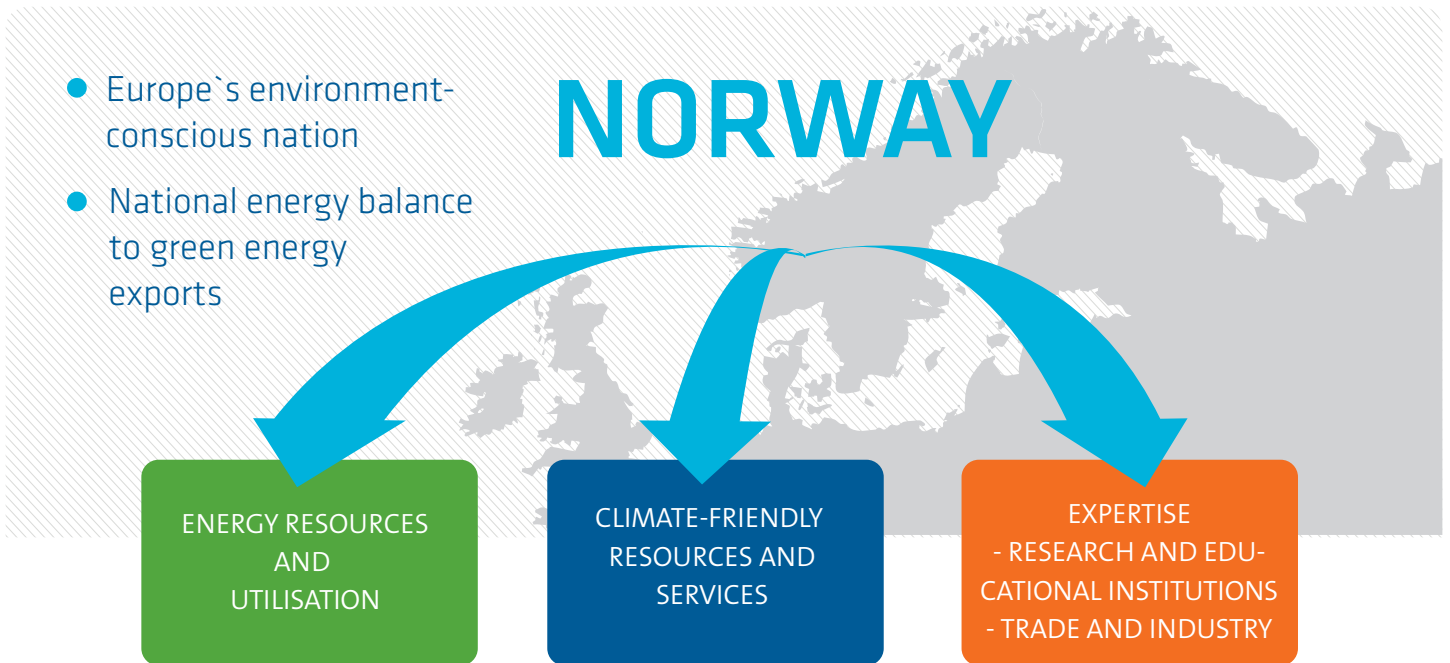 Europe`s environment-
conscious nation
National energy balance
to green energy
exports
NORWAY
ENERGY RESOURCES
AND
UTILISATION
CLIMATE-FRIENDLY
RESOURCES AND
SERVICES
EXPERTISE
- RESEARCH AND EDU-
CATIONAL INSTITUTIONS
- TRADE AND INDUSTRY